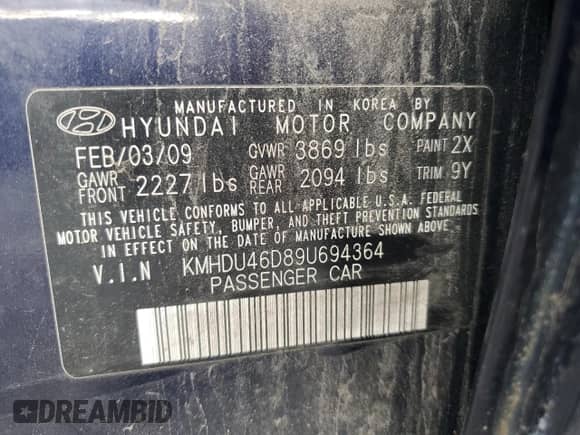 MANUFACTURED IN KOREA BY
HYUNDAI MOTOR COMPANY
FEB/03/09 GVWR 3869 lbs PAINT 2X
GAWR FRONT 2227 lbs GAWR REAR 2094 lbs TRIM 9Y
THIS VEHICLE CONFORMS TO ALL APPLICABLE U.S.A. FEDERAL
MOTOR VEHICLE SAFETY, BUMPER, AND THEFT PREVENTION STANDARDS
IN EFFECT ON THE DATE OF MANUFACTURE SHOWN ABOVE.
V.I.N KMHDU46D89U694364
PASSENGER CAR
DREAMBID